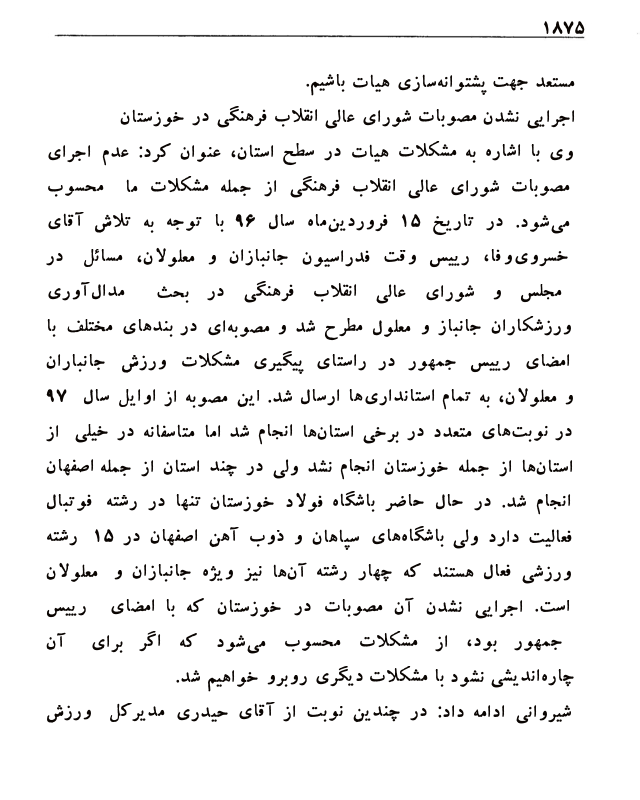 ۱۸۷۵
مستعد جهت پشتوانه‌سازی هیات باشیم.
اجرایی نشدن مصوبات شورای عالی انقلاب فرهنگی در خوزستان
وی با اشاره به مشکلات هیات در سطح استان، عنوان کرد: عدم اجرای
مصوبات شورای عالی انقلاب فرهنگی از جمله مشکلات ما محسوب
می‌شود. در تاریخ ۱۵ فروردین‌ماه سال ۹۶ با توجه به تلاش آقای
خسروی‌وفا، رییس وقت فدراسیون جانبازان و معلولان، مسائل در
مجلس و شورای عالی انقلاب فرهنگی در بحث مدال‌آوری
ورزشکاران جانباز و معلول مطرح شد و مصوبه‌ای در بندهای مختلف با
امضای رییس جمهور در راستای پیگیری مشکلات ورزش جانبازان
و معلولان، به تمام استانداری‌ها ارسال شد. این مصوبه از اوایل سال ۹۷
در نوبت‌های متعدد در برخی استان‌ها انجام شد اما متاسفانه در خیلی از
استان‌ها از جمله خوزستان انجام نشد ولی در چند استان از جمله اصفهان
انجام شد. در حال حاضر باشگاه فولاد خوزستان تنها در رشته فوتبال
فعالیت دارد ولی باشگاه‌های سپاهان و ذوب آهن اصفهان در ۱۵ رشته
ورزشی فعال هستند که چهار رشته آن‌ها نیز ویژه جانبازان و معلولان
است. اجرایی نشدن آن مصوبات در خوزستان که با امضای رییس
جمهور بود، از مشکلات محسوب می‌شود که اگر برای آن
چاره‌اندیشی نشود با مشکلات دیگری روبرو خواهیم شد.
شیروانی ادامه داد: در چندین نوبت از آقای حیدری مدیرکل ورزش